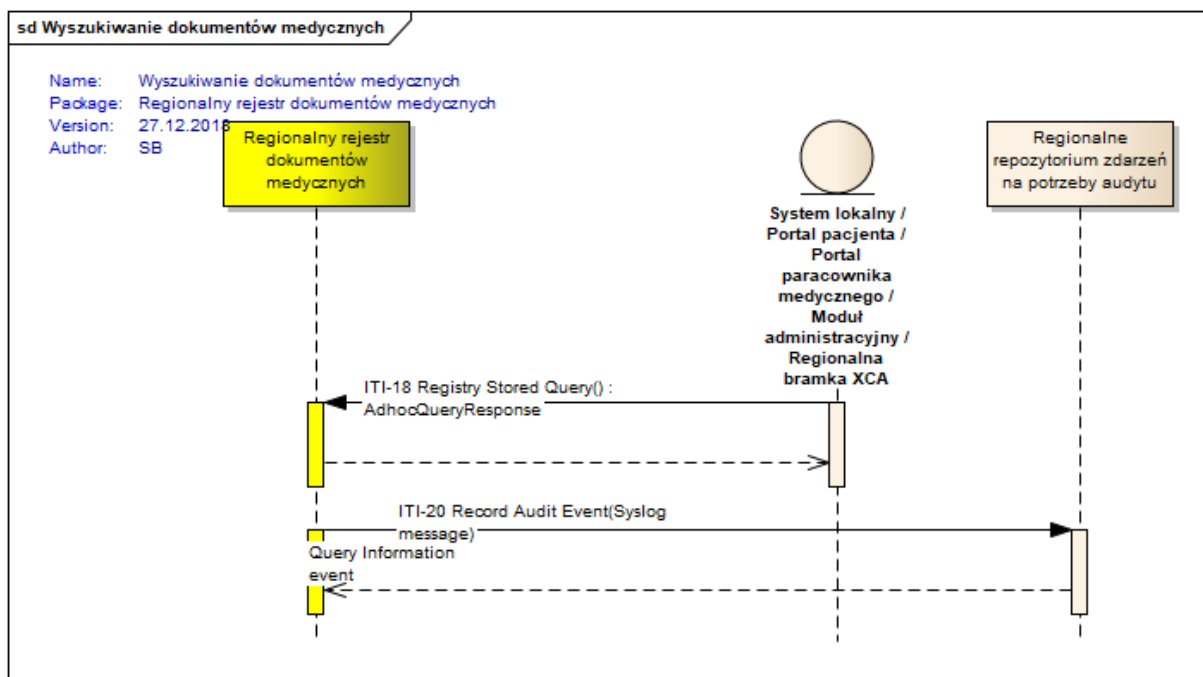 sd Wyszukiwanie dokumentów medycznych
Name: Wyszukiwanie dokumentów medycznych
Package: Regionalny rejestr dokumentów medycznych
Version: 27.12.2018
Author: SB
Regionalny rejestr
dokumentów
medycznych
System lokalny /
Portal pacjenta /
Portal
paracownika
medycznego /
Moduł
administracyjny /
Regionalna
bramka XCA
Regionalne
repozytorium zdarzeń
na potrzeby audytu
ITI-18 Registry Stored Query() :
AdhocQueryResponse
ITI-20 Record Audit Event(Syslog
message)
Query Information
event